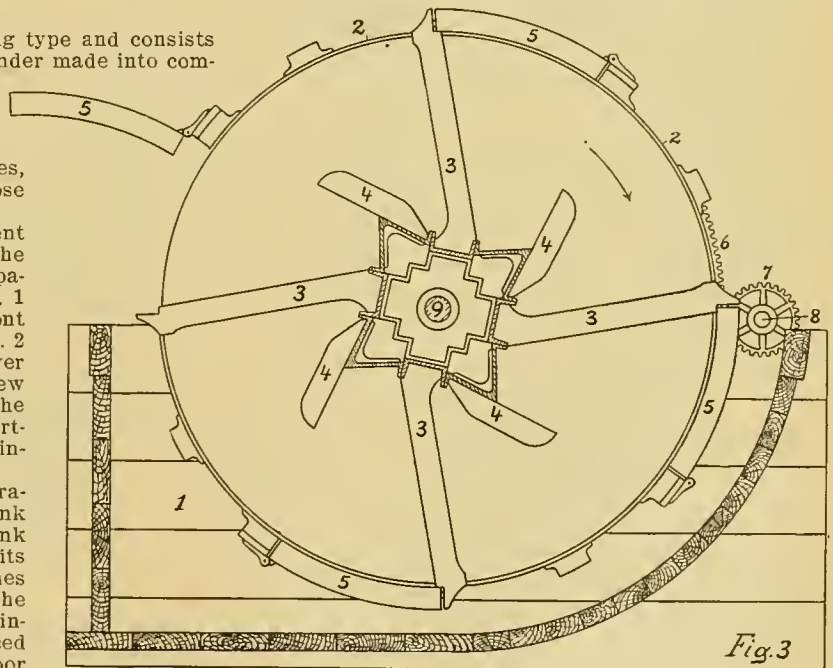 g type and consists
nder made into com-
es,
ose
ent
he
pa-
. 1
ont
. 2
ver
ew
he
rt-
in-
ra-
nk
nk
its
nes
he
in-
ced
oor
2
5
5
2
3
4
4
6
7
3
9
3
8
4
5
4
3
1
5
Fig.3